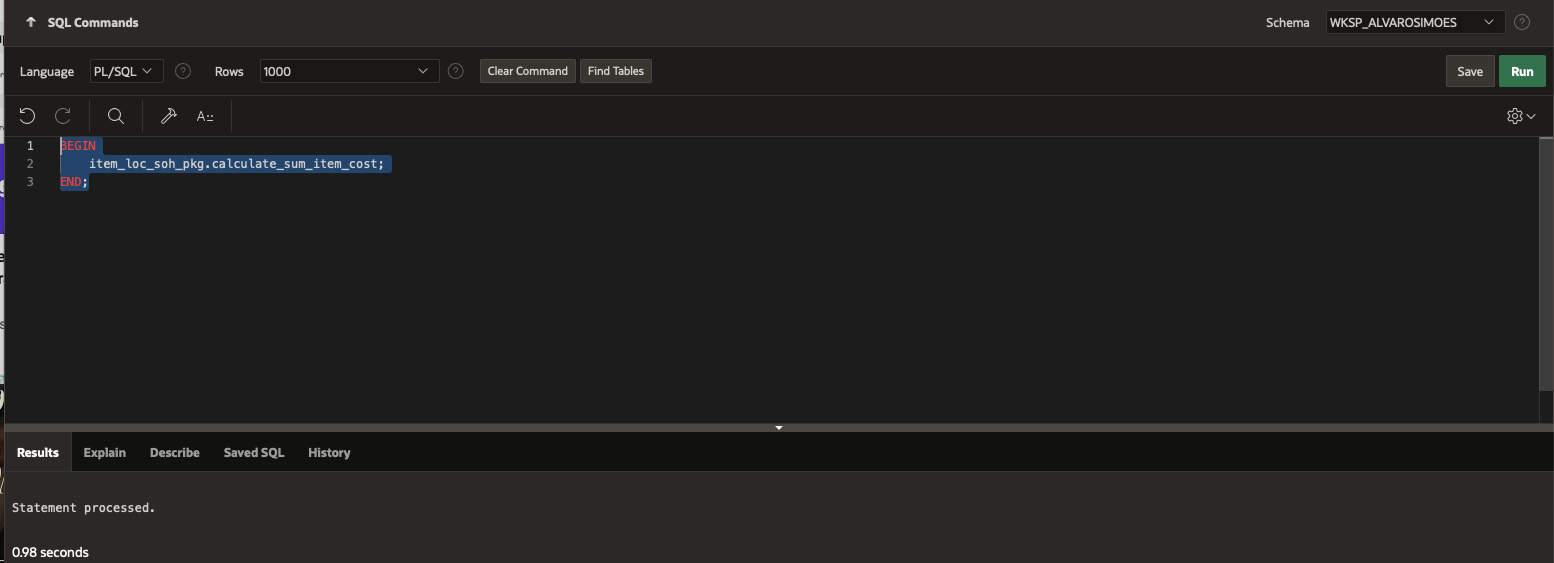 SQL Commands
Schema WKSP_ALVAROSIMOES ?
Language PL/SQL ? Rows 1000 ? Clear Command Find Tables Save Run
1 BEGIN
2 item_loc_soh_pkg.calculate_sum_item_cost;
3 END;
Results Explain Describe Saved SQL History
Statement processed.
0.98 seconds